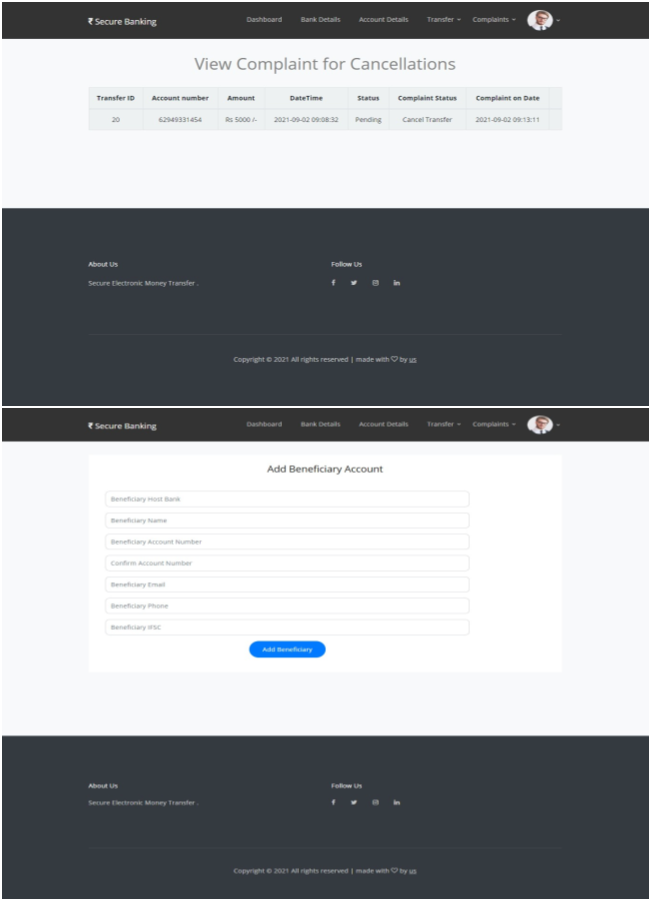 ₹ Secure Banking Dashboard Bank Details Account Details Transfer Complaints
View Complaint for Cancellations
Transfer ID Account number Amount DateTime Status Complaint Status Complaint on Date
20 62949331454 Rs 5000 /- 2021-09-02 09:08:32 Pending Cancel Transfer 2021-09-02 09:13:11
About Us Follow Us
Secure Electronic Money Transfer .
Copyright © 2021 All rights reserved | made with ♡ by us
₹ Secure Banking Dashboard Bank Details Account Details Transfer Complaints
Add Beneficiary Account
Beneficiary Host Bank
Beneficiary Name
Beneficiary Account Number
Confirm Account Number
Beneficiary Email
Beneficiary Phone
Beneficiary IFSC
Add Beneficiary
About Us Follow Us
Secure Electronic Money Transfer .
Copyright © 2021 All rights reserved | made with ♡ by us